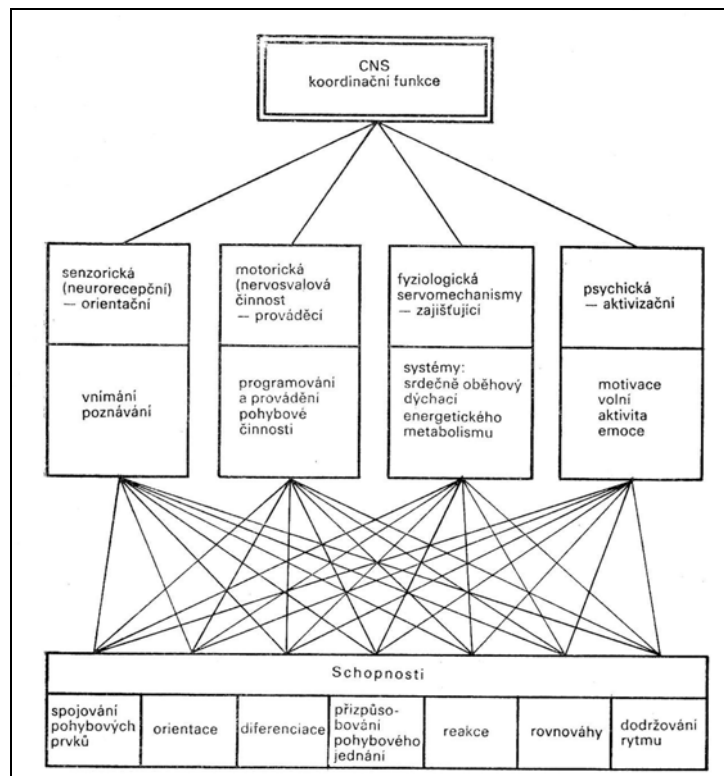 CNS
koordinační funkce
senzorická
(neurorecepční)
— orientační
vnímání
poznávání
motorická
(nervosvalová
činnost
— prováděcí
programování
a provádění
pohybové
činnosti
fyziologická
servomechanismy
— zajišťující
systémy:
srdečně oběhový
dýchací
energetického
metabolismu
psychická
— aktivizační
motivace
volní
aktivita
emoce
Schopnosti
spojování
pohybových
prvků
orientace
diferenciace
přizpůso-
bování
pohybového
jednání
reakce
rovnováhy
dodržování
rytmu